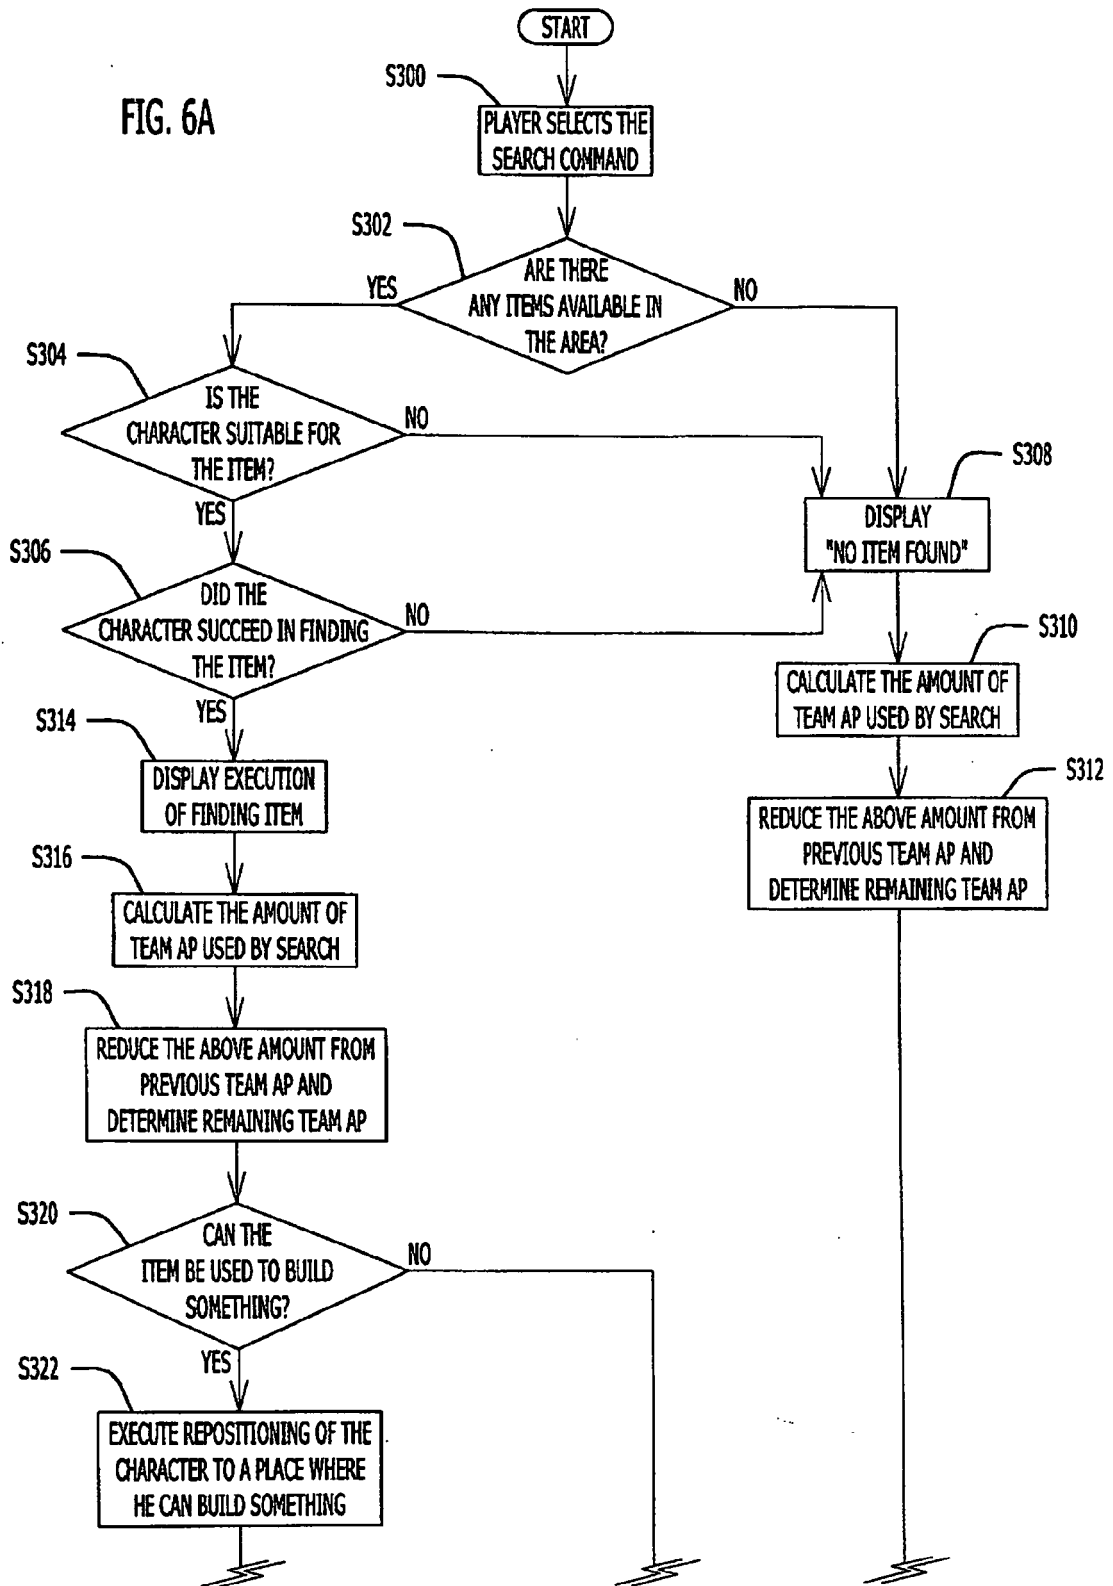 START
S300
FIG. 6A
PLAYER SELECTS THE
SEARCH COMMAND
S302
ARE THERE
ANY ITEMS AVAILABLE IN
THE AREA?
YES
NO
S304
IS THE
CHARACTER SUITABLE FOR
THE ITEM?
NO
YES
S308
DISPLAY
"NO ITEM FOUND"
S306
DID THE
CHARACTER SUCCEED IN FINDING
THE ITEM?
NO
YES
S310
CALCULATE THE AMOUNT OF
TEAM AP USED BY SEARCH
S314
DISPLAY EXECUTION
OF FINDING ITEM
S312
REDUCE THE ABOVE AMOUNT FROM
PREVIOUS TEAM AP AND
DETERMINE REMAINING TEAM AP
S316
CALCULATE THE AMOUNT OF
TEAM AP USED BY SEARCH
S318
REDUCE THE ABOVE AMOUNT FROM
PREVIOUS TEAM AP AND
DETERMINE REMAINING TEAM AP
S320
CAN THE
ITEM BE USED TO BUILD
SOMETHING?
NO
YES
S322
EXECUTE REPOSITIONING OF THE
CHARACTER TO A PLACE WHERE
HE CAN BUILD SOMETHING